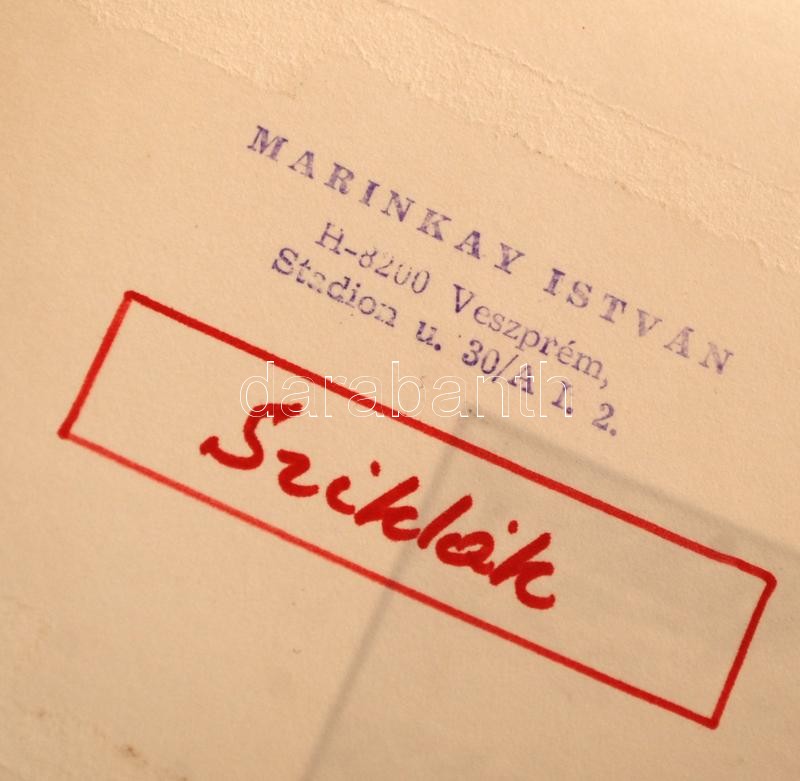 MARINKAY ISTVÁN
H-8200 Veszprém,
Stadion u. 30/A I. 2.
darabanth
Sziklák